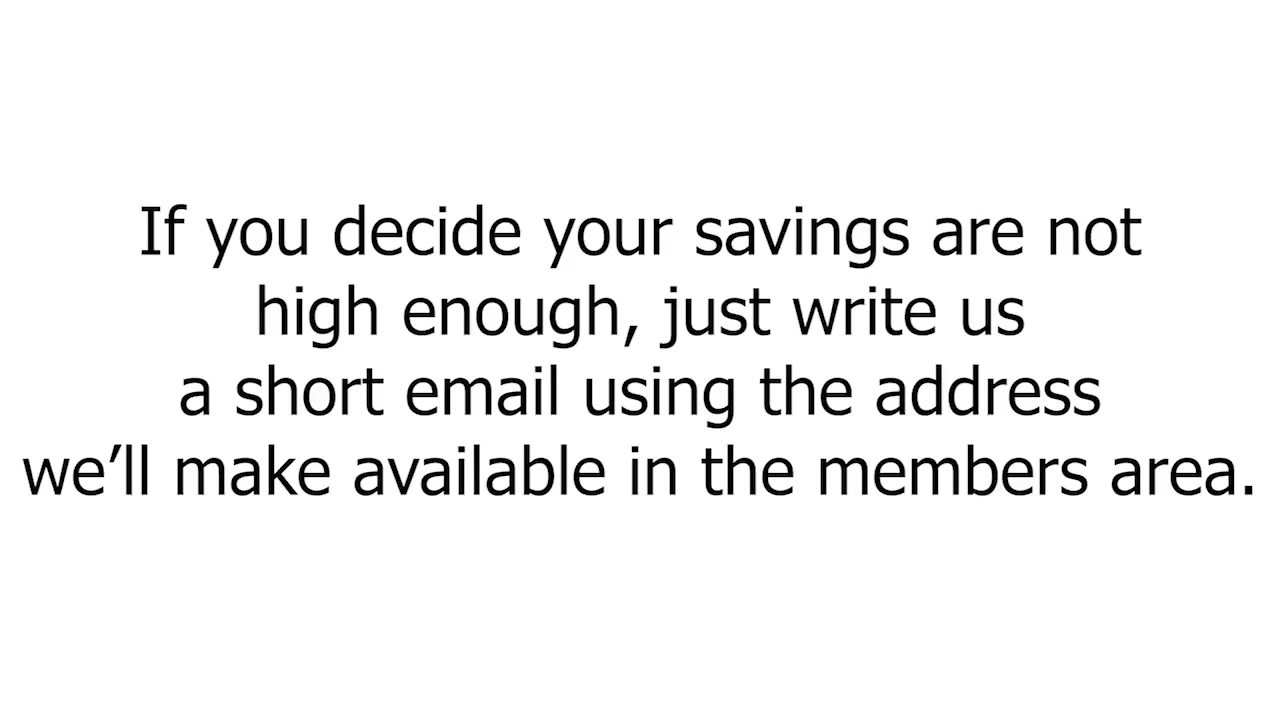 If you decide your savings are not
high enough, just write us
a short email using the address
we’ll make available in the members area.